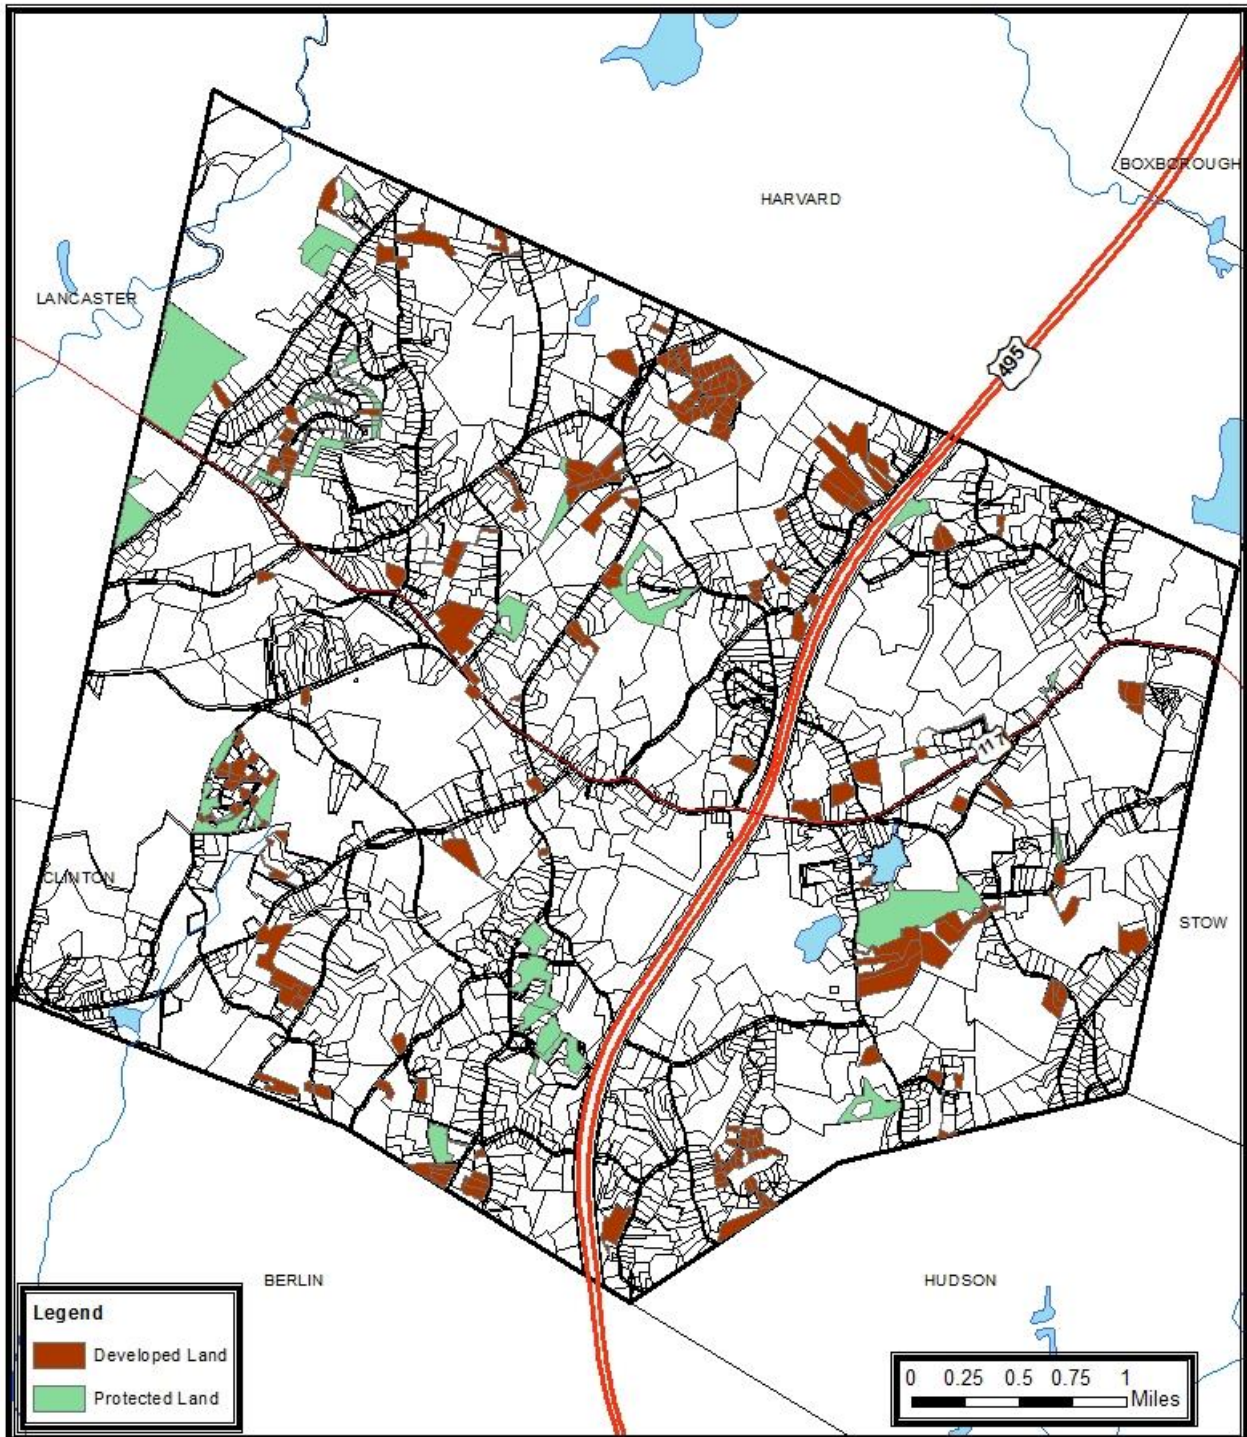 BOXBOROUGH
HARVARD
LANCASTER
495
117
CLINTON
STOW
BERLIN
HUDSON
Legend
Developed Land
Protected Land
0 0.25 0.5 0.75 1
Miles